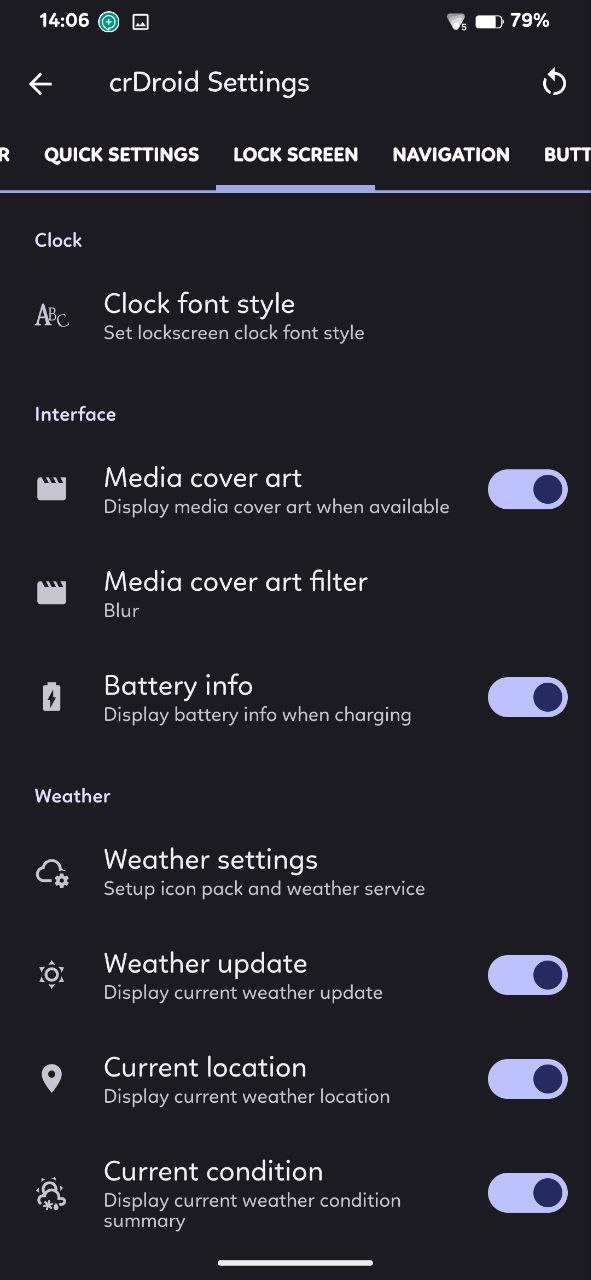 14:06 5 79%
crDroid Settings
R QUICK SETTINGS LOCK SCREEN NAVIGATION BUTT
Clock
ABC Clock font style
Set lockscreen clock font style
Interface
Media cover art
Display media cover art when available
Media cover art filter
Blur
Battery info
Display battery info when charging
Weather
Weather settings
Setup icon pack and weather service
Weather update
Display current weather update
Current location
Display current weather location
Current condition
Display current weather condition
summary